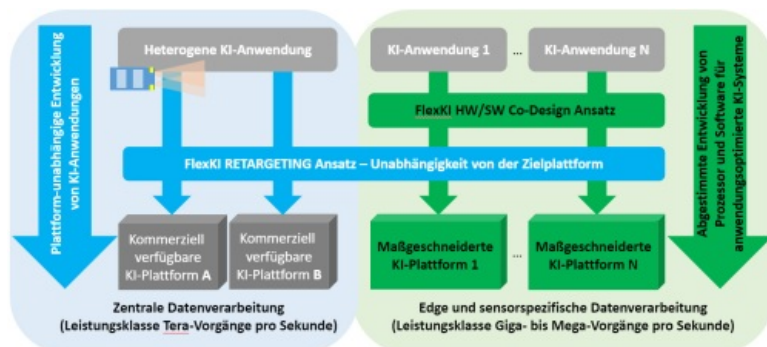 Plattform-unabhängige Entwicklung
von KI-Anwendungen
Heterogene KI-Anwendung
KI-Anwendung 1
...
KI-Anwendung N
FlexKI HW/SW Co-Design Ansatz
FlexKI RETARGETING Ansatz – Unabhängigkeit von der Zielplattform
Kommerziell
verfügbare
KI-Plattform A
Kommerziell
verfügbare
KI-Plattform B
Maßgeschneiderte
KI-Plattform 1
...
Maßgeschneiderte
KI-Plattform N
Zentrale Datenverarbeitung
(Leistungsklasse Tera-Vorgänge pro Sekunde)
Edge und sensorspezifische Datenverarbeitung
(Leistungsklasse Giga- bis Mega-Vorgänge pro Sekunde)
Abgestimmte Entwicklung von
Prozessor und Software für
anwendungsoptimierte KI-Systeme